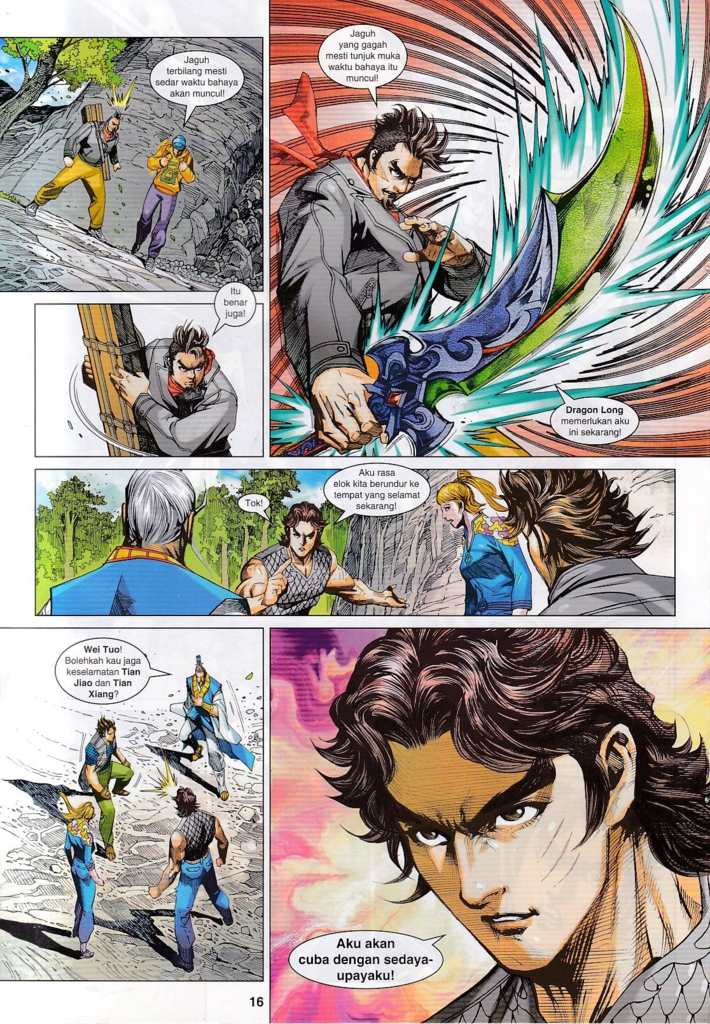 Jaguh
terbilang mesti
sedar waktu bahaya
akan muncul!
Jaguh
yang gagah
mesti tunjuk muka
waktu bahaya itu
muncul!
Itu
benar
juga!
Dragon Long
memerlukan aku
ini sekarang!
Tok!
Aku rasa
elok kita berundur ke
tempat yang selamat
sekarang!
Wei Tuo!
Bolehkah kau jaga
keselamatan Tian
Jiao dan Tian
Xiang?
Aku akan
cuba dengan sedaya-
upayaku!
16